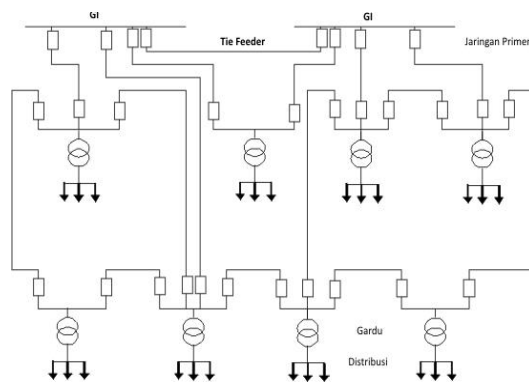 GI
GI
Tie Feeder
Jaringan Primer
Gardu
Distribusi